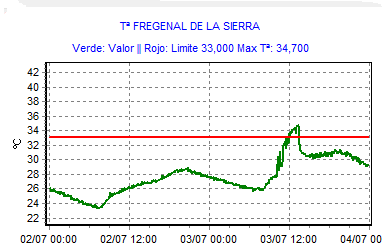 Tª FREGENAL DE LA SIERRA
Verde: Valor || Rojo: Limite 33,000 Max Tª: 34,700
ºC
42
40
38
36
34
32
30
28
26
24
22
02/07 00:00 02/07 12:00 03/07 00:00 03/07 12:00 04/07 00:00